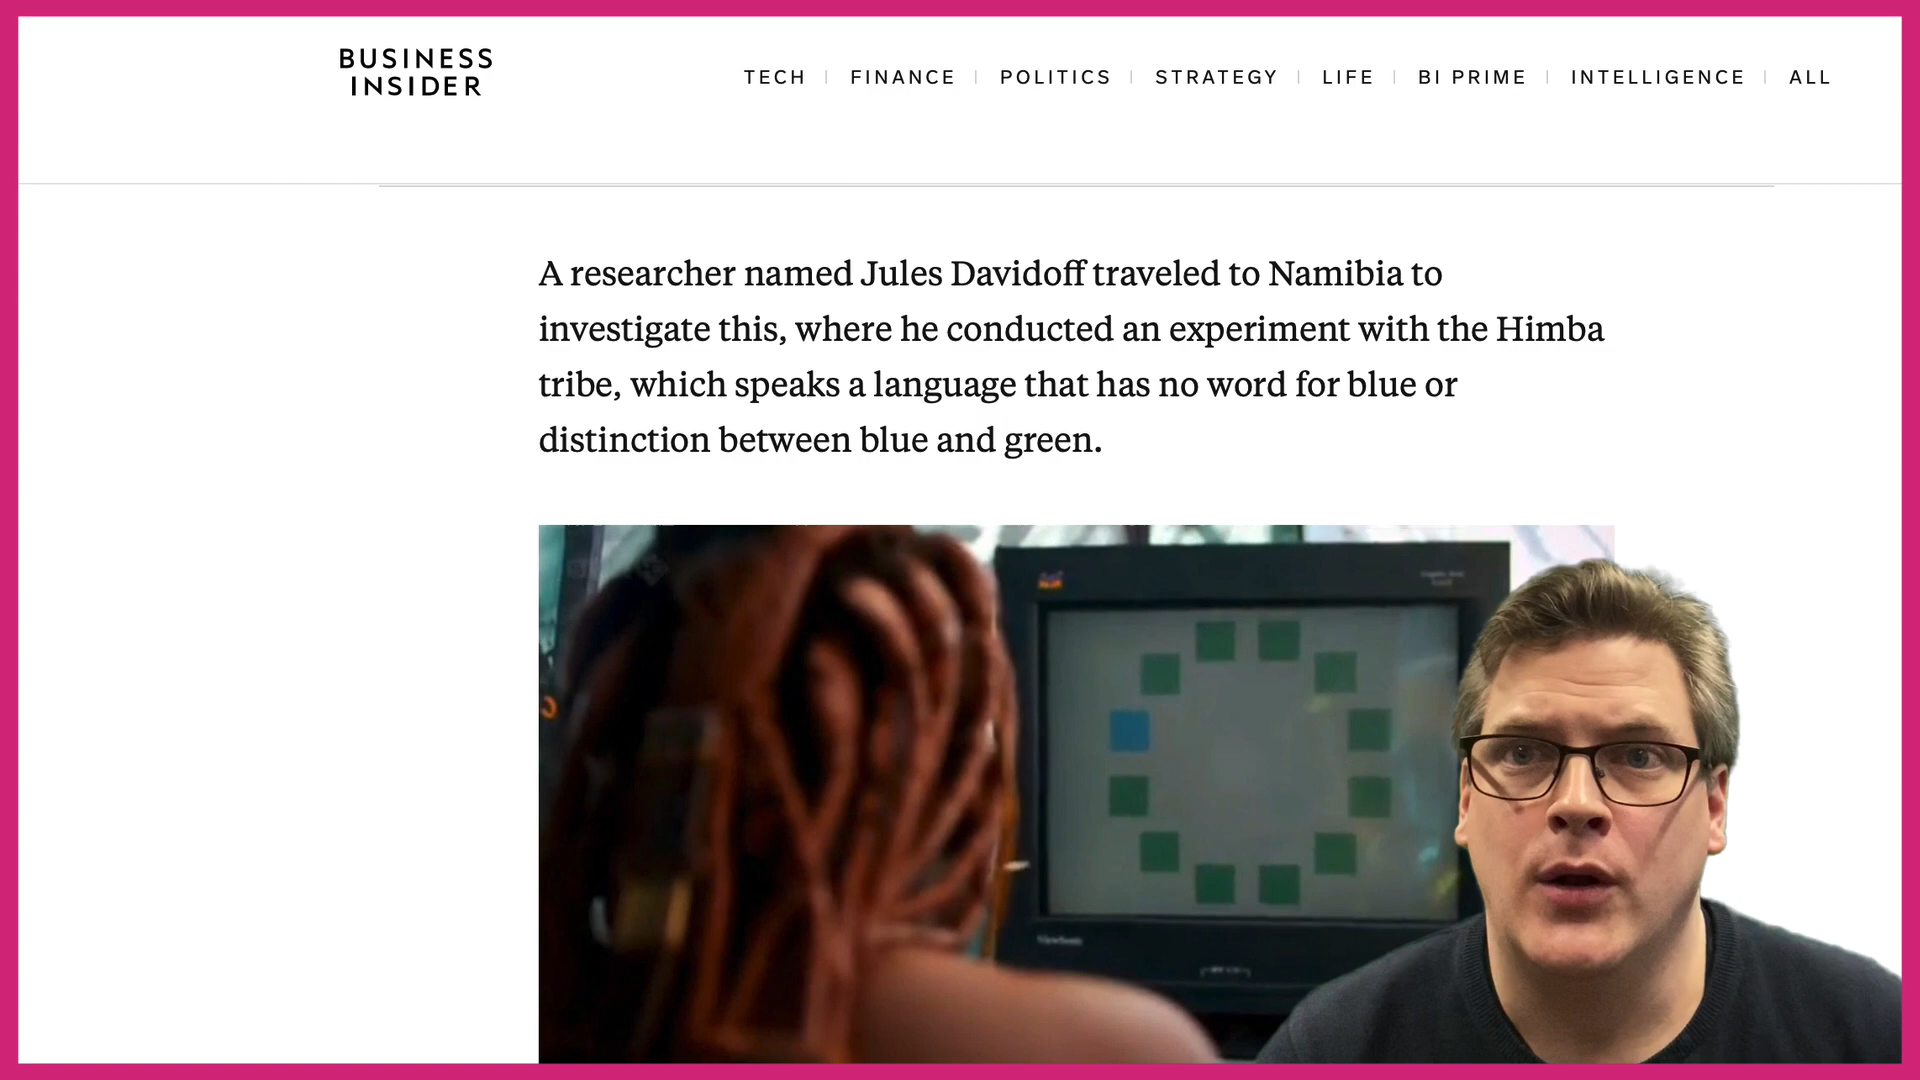 BUSINESS
INSIDER
TECH | FINANCE | POLITICS | STRATEGY | LIFE | BI PRIME | INTELLIGENCE | ALL
A researcher named Jules Davidoff traveled to Namibia to
investigate this, where he conducted an experiment with the Himba
tribe, which speaks a language that has no word for blue or
distinction between blue and green.
ViewSonic